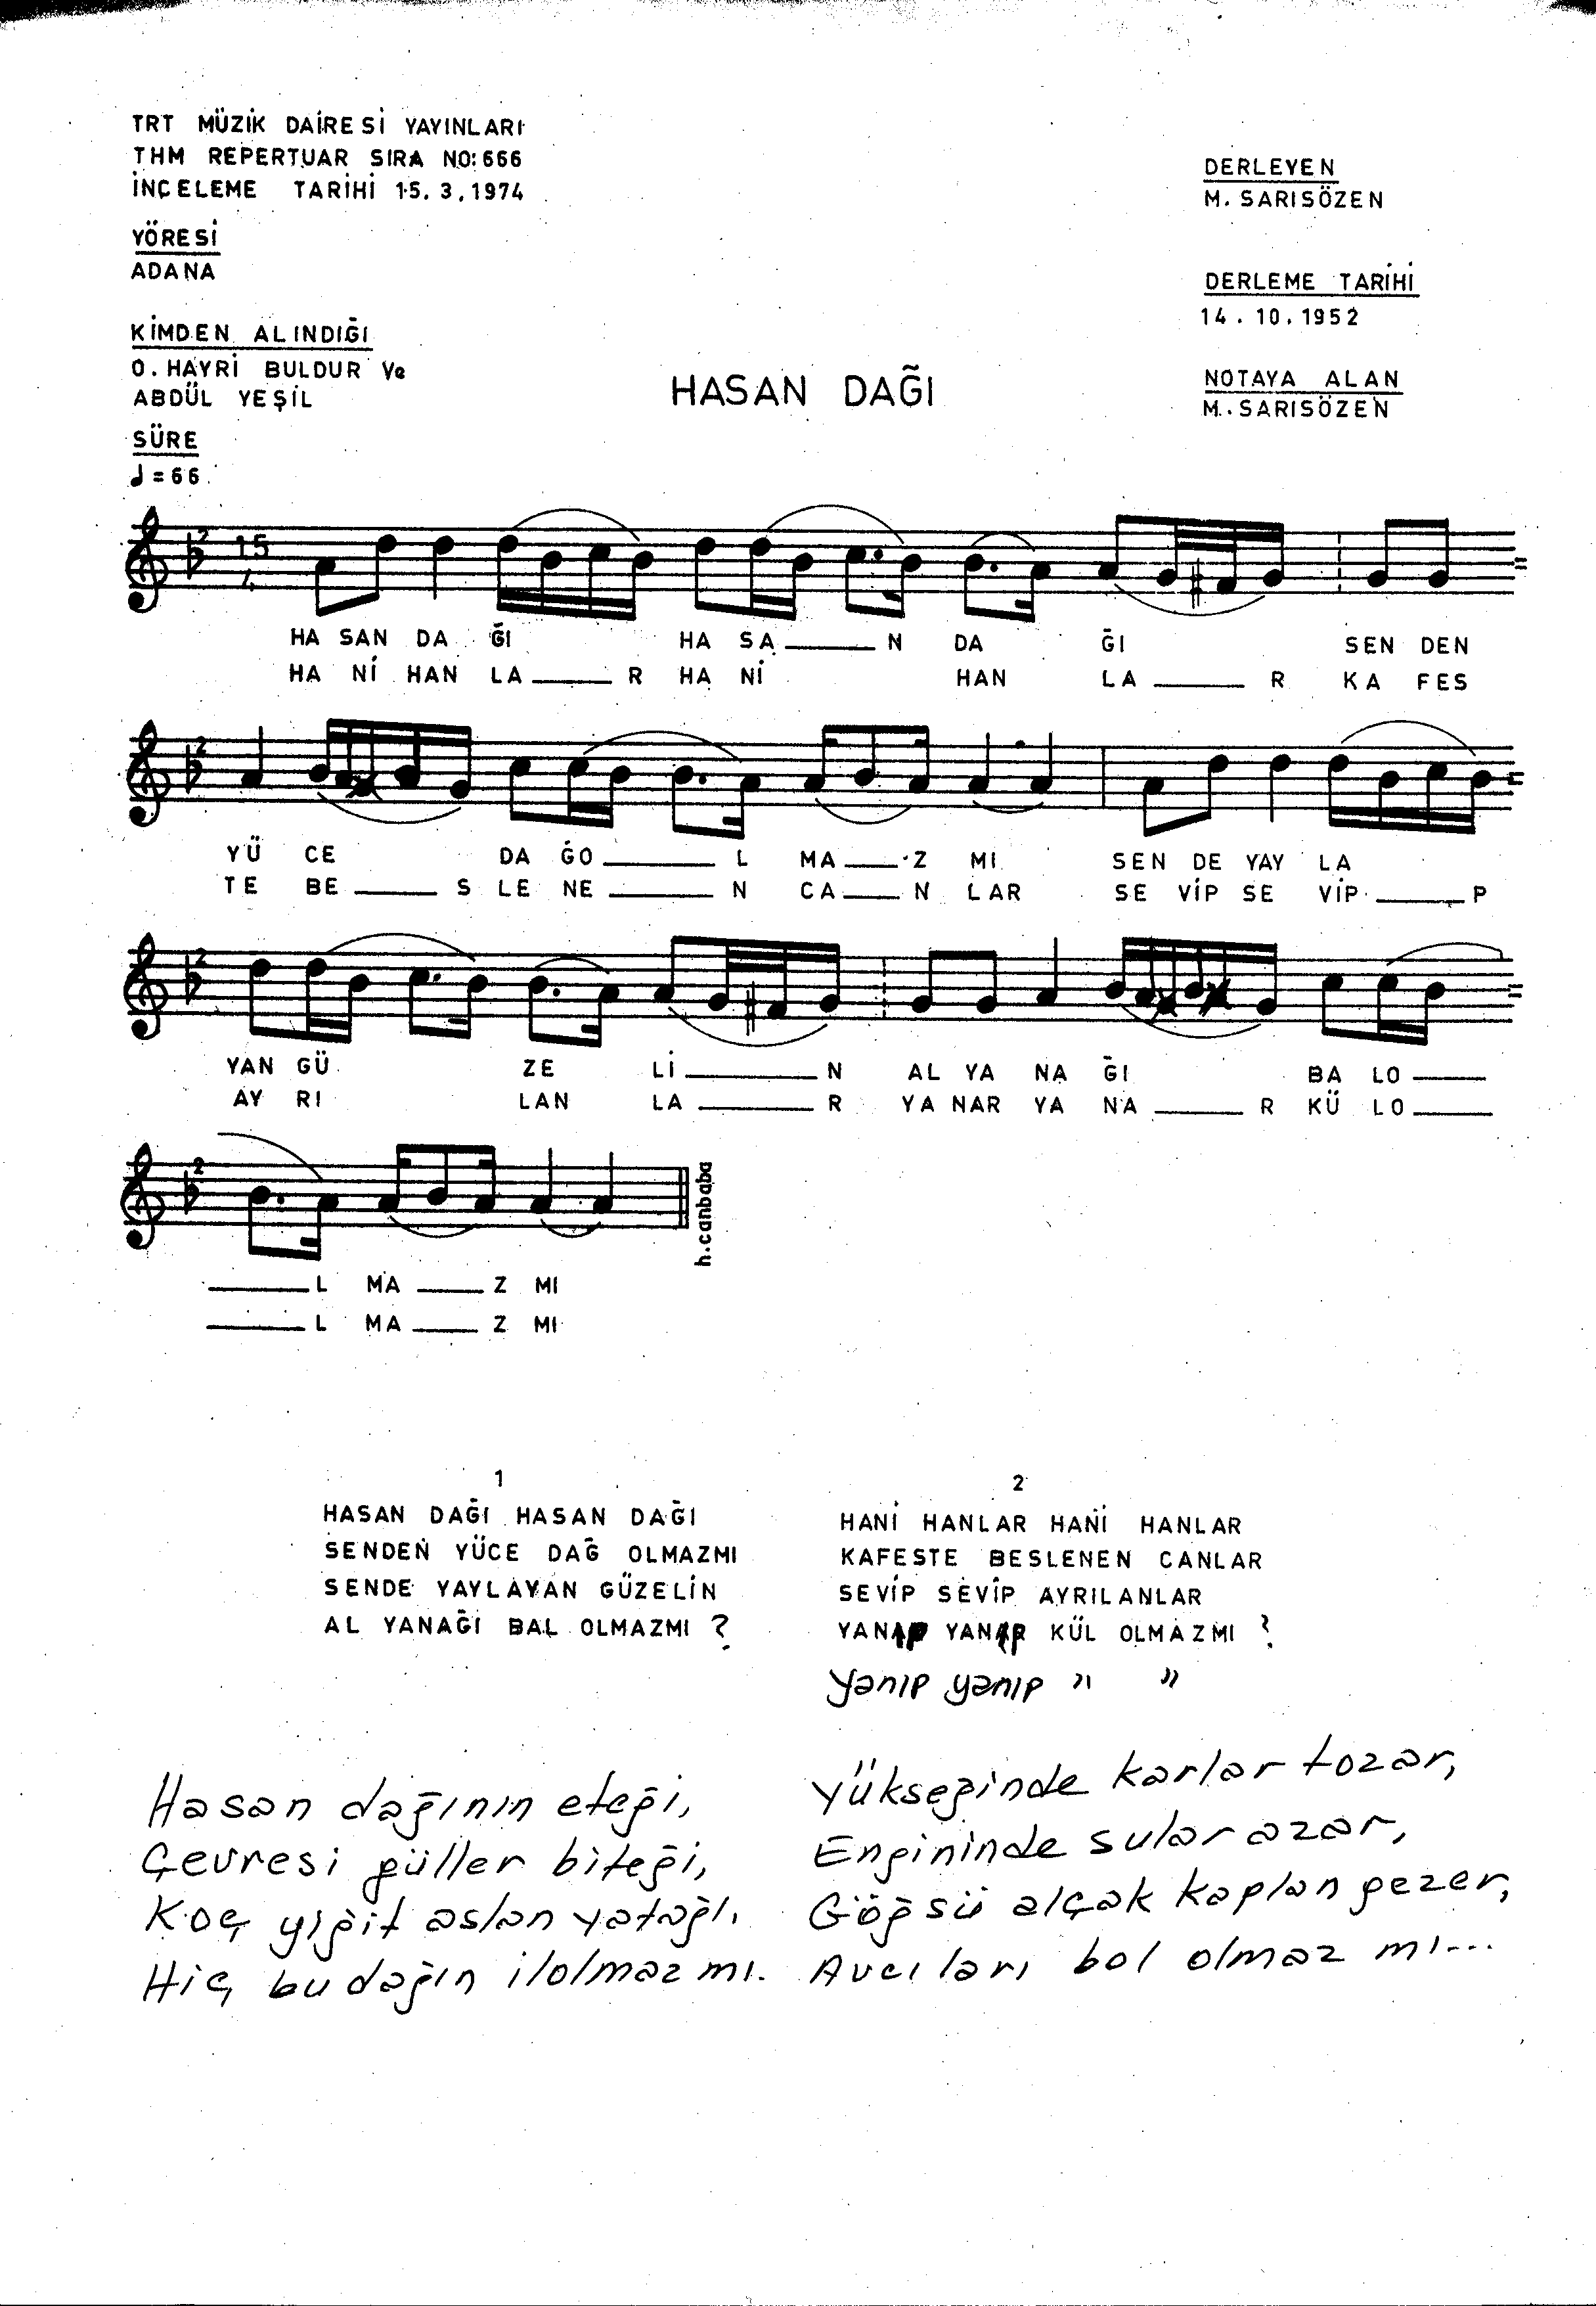 TRT MÜZİK DAİRESİ YAYINLARI
THM REPERTUAR SIRA NO: 666
İNCELEME TARİHİ 15.3.1974
YÖRESİ
ADANA
KİMDEN ALINDIĞI
O. HAYRİ BULDUR Ve
ABDÜL YEŞİL
SÜRE
♩ = 66
DERLEYEN
M. SARISÖZEN
DERLEME TARİHİ
14.10.1952
NOTAYA ALAN
M. SARISÖZEN
HASAN DAĞI
15
4
HA SAN DA ĞI HA SA N DA ĞI SEN DEN
HA Nİ HAN LA R HA Nİ HAN LA R KA FES
YÜ CE DA ĞO L MA Z MI SEN DE YAY LA
TE BE S LE NE N CA N LAR SE VİP SE VİP P
YAN GÜ ZE Lİ N AL YA NA ĞI BA LO
AY RI LAN LA R YA NAR YA NA R KÜ LO
L MA Z MI
L MA Z MI
h.canbaba
1
HASAN DAĞI HASAN DAĞI
SENDEN YÜCE DAĞ OLMAZMI
SENDE YAYLAYAN GÜZELİN
AL YANAĞI BAL OLMAZMI ?
2
HANİ HANLAR HANİ HANLAR
KAFESTE BESLENEN CANLAR
SEVİP SEVİP AYRILANLAR
YANIP YANIP KÜL OLMAZMI ?
Yanıp yanıp " "
Hasan dağının eteği,
Çevresi güller biteği,
Koç yiğit aslan yatağı,
Hiç bu dağın ilolmaz mı.
Yükseğinde karlar tozar,
Engininde sular azar,
Göğsü alçak kaplan gezer,
Avcıları bol olmaz mı...